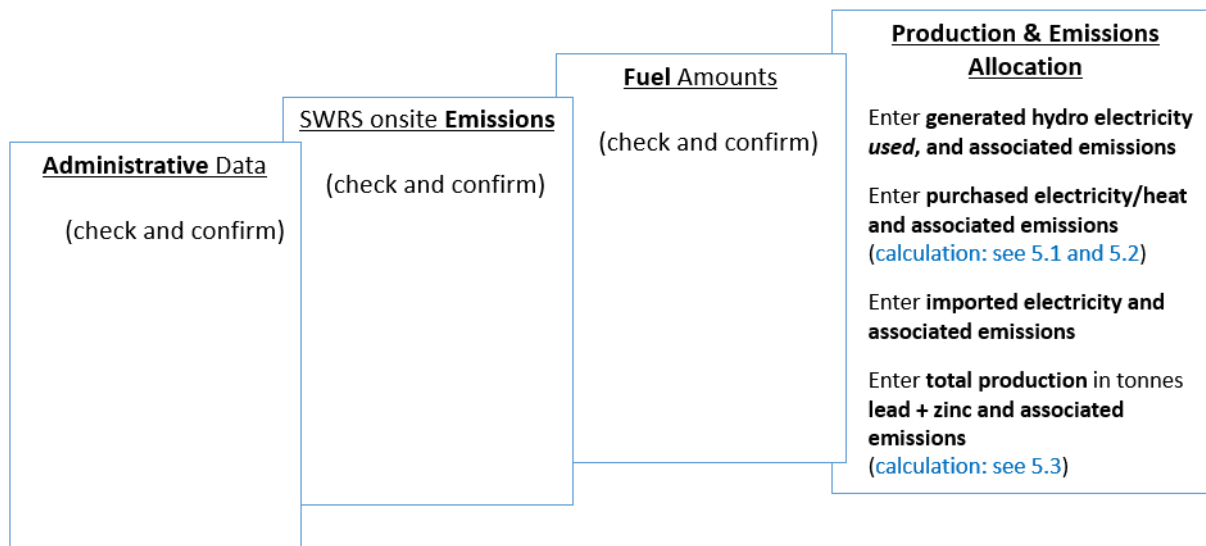 Administrative Data
(check and confirm)
SWRS onsite Emissions
(check and confirm)
Fuel Amounts
(check and confirm)
Production & Emissions
Allocation
Enter generated hydro electricity
used, and associated emissions
Enter purchased electricity/heat
and associated emissions
(calculation: see 5.1 and 5.2)
Enter imported electricity and
associated emissions
Enter total production in tonnes
lead + zinc and associated
emissions
(calculation: see 5.3)